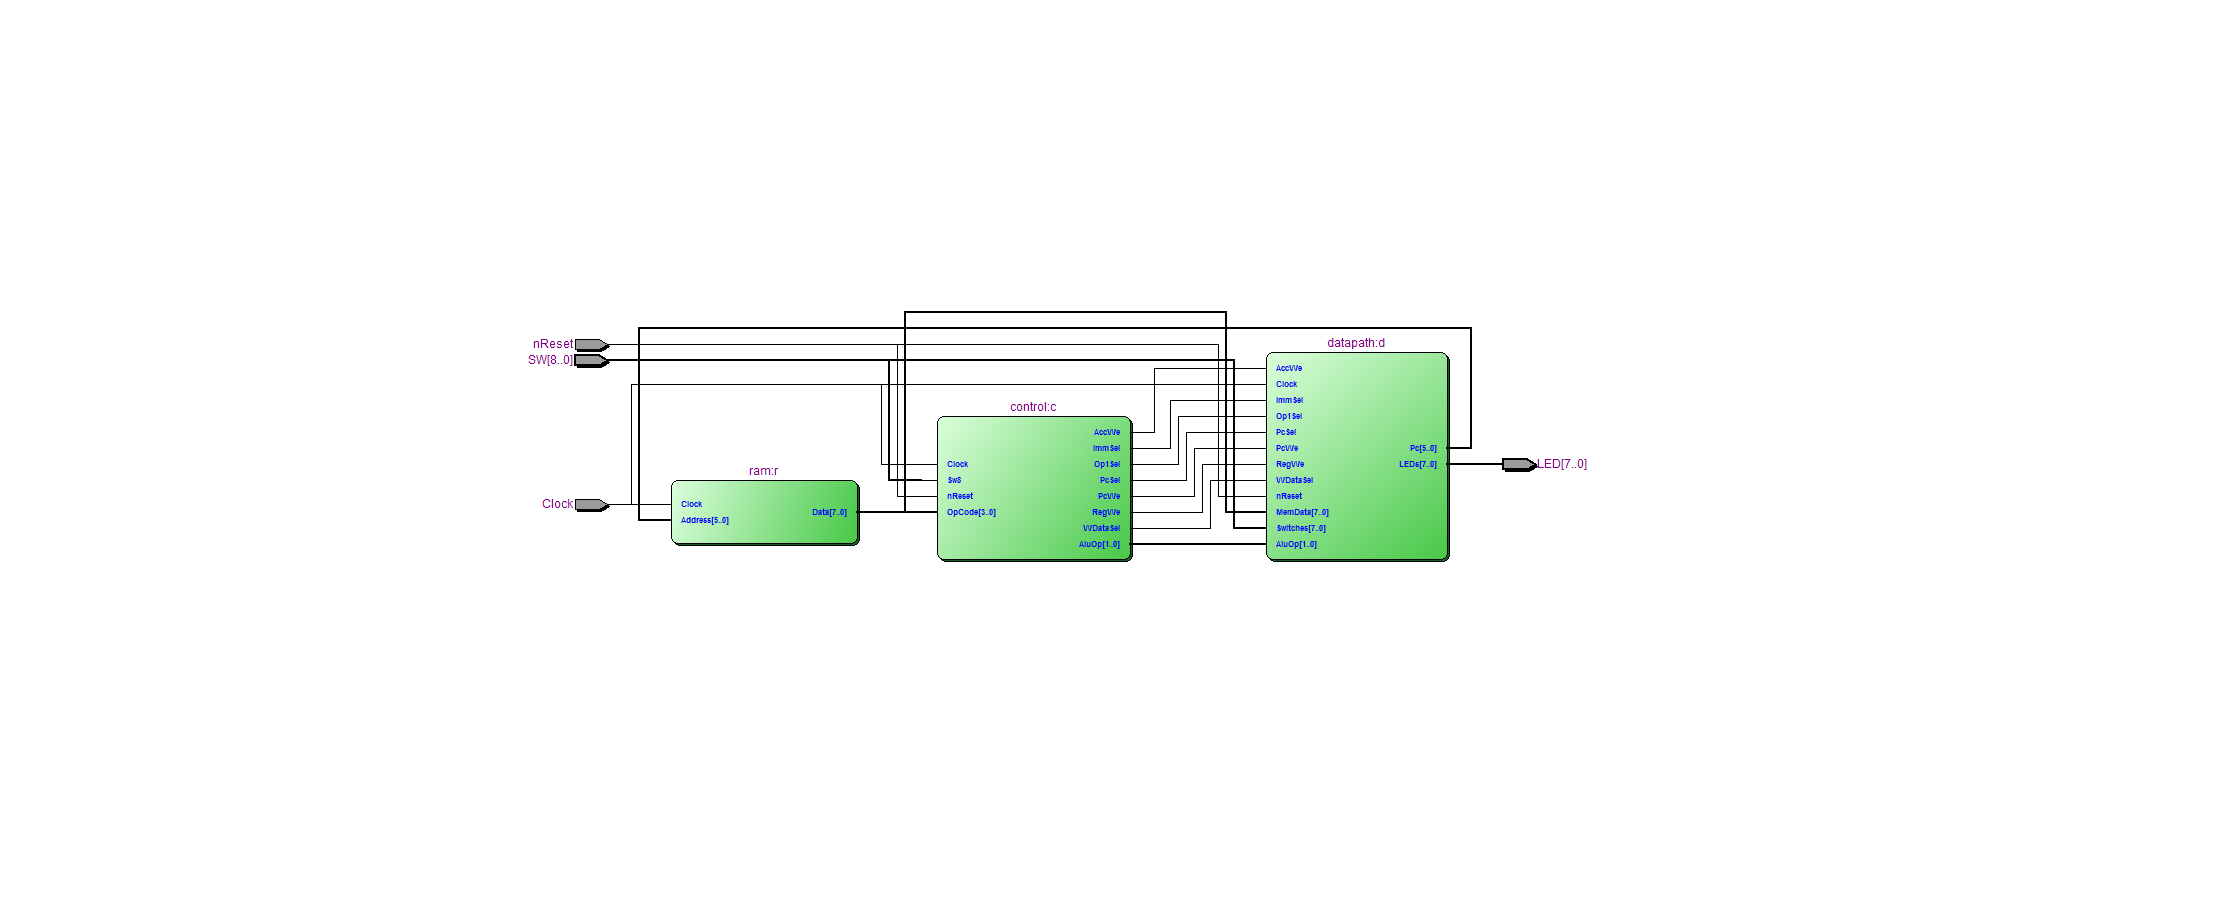 nReset
SW[8..0]
Clock
ram:r
Clock
Address[5..0]
Data[7..0]
control:c
Clock
Sw8
nReset
OpCode[3..0]
AccWe
ImmSel
Op1Sel
PcSel
PcWe
RegWe
WDataSel
AluOp[1..0]
datapath:d
AccWe
Clock
ImmSel
Op1Sel
PcSel
PcWe
RegWe
WDataSel
nReset
MemData[7..0]
Switches[7..0]
AluOp[1..0]
Pc[5..0]
LEDs[7..0]
LED[7..0]